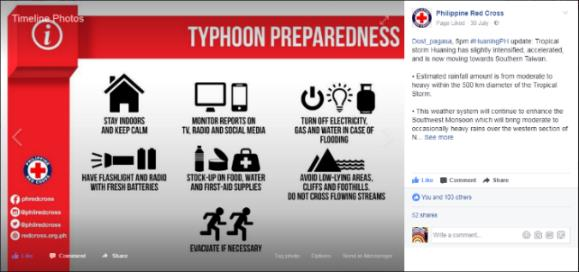 Timeline Photos
TYPHOON PREPAREDNESS
STAY INDOORS
AND KEEP CALM
MONITOR REPORTS ON
TV, RADIO AND SOCIAL MEDIA
TURN OFF ELECTRICITY,
GAS AND WATER IN CASE OF
FLOODING
HAVE FLASHLIGHT AND RADIO
WITH FRESH BATTERIES
STOCK-UP ON FOOD, WATER
AND FIRST-AID SUPPLIES
AVOID LOW-LYING AREAS,
CLIFFS AND FOOTHILLS.
DO NOT CROSS FLOWING STREAMS
EVACUATE IF NECESSARY
PHILIPPINE
RED CROSS
phredcross
@philredcross
@philredcross
redcross.org.ph
Like Comment Share
Tag photo Options Send in Messenger
Philippine Red Cross
Page Liked · 30 July ·
Dost_pagasa, 5pm #HuaningPH update: Tropical
storm Huaning has slightly intensified, accelerated,
and is now moving towards Southern Taiwan.
• Estimated rainfall amount is from moderate to
heavy within the 500 km diameter of the Tropical
Storm.
• This weather system will continue to enhance the
Southwest Monsoon which will bring moderate to
occasionally heavy rains over the western section of
N... See more
Like Comment Share
You and 103 others
52 shares
Write a comment...